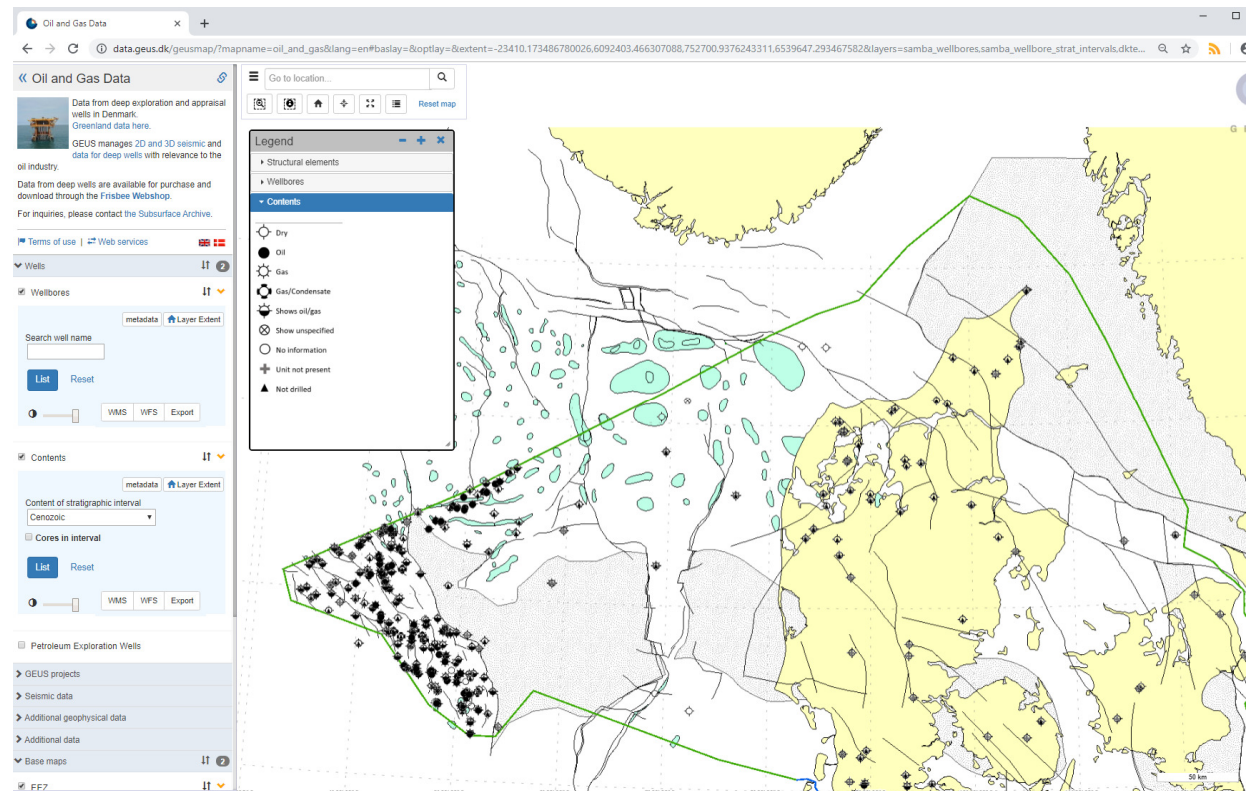 Oil and Gas Data
data.geus.dk/geusmap/?mapname=oil_and_gas&lang=en#baslay=&optlay=&extent=-23410.173486780026,6092403.466307088,752700.9376243311,6539647.293467582&layers=samba_wellbores,samba_wellbore_strat_intervals,dkte...
Oil and Gas Data
Data from deep exploration and appraisal
wells in Denmark.
Greenland data here.
GEUS manages 2D and 3D seismic and
data for deep wells with relevance to the
oil industry.
Data from deep wells are available for purchase and
download through the Frisbee Webshop.
For inquiries, please contact the Subsurface Archive.
Terms of use | Web services
Wells 2
Wellbores
metadata Layer Extent
Search well name
List Reset
WMS WFS Export
Contents
metadata Layer Extent
Content of stratigraphic interval
Cenozoic
Cores in interval
List Reset
WMS WFS Export
Petroleum Exploration Wells
GEUS projects
Seismic data
Additional geophysical data
Additional data
Base maps 2
EEZ
Go to location...
Reset map
Legend
Structural elements
Wellbores
Contents
Dry
Oil
Gas
Gas/Condensate
Shows oil/gas
Show unspecified
No information
Unit not present
Not drilled
G
50 km